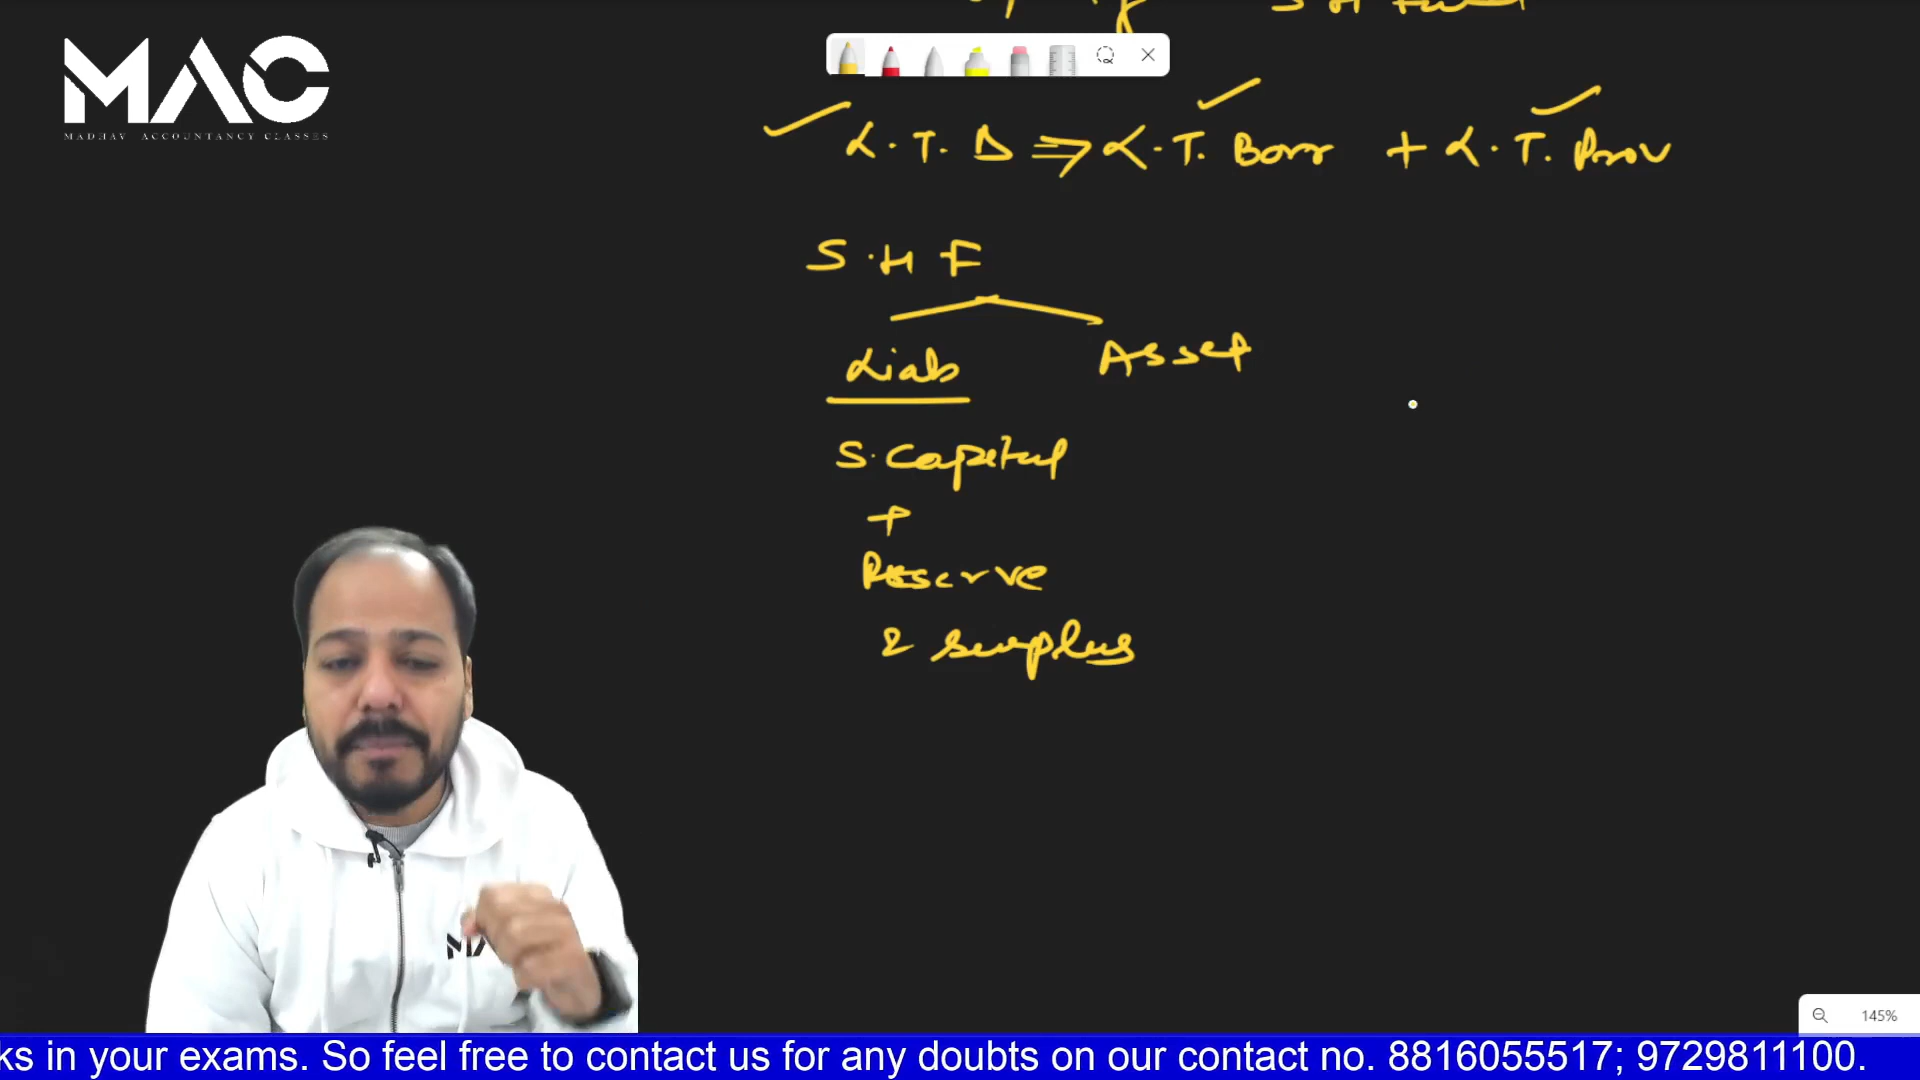 MAC
MADHAV ACCOUNTANCY CLASSES
L.T. D ⇒ L.T. Borr + L.T. Prov
S.H F
Liab Asset
S. Capital
+
Reserve
& Surplus
145%
ks in your exams. So feel free to contact us for any doubts on our contact no. 8816055517; 9729811100.